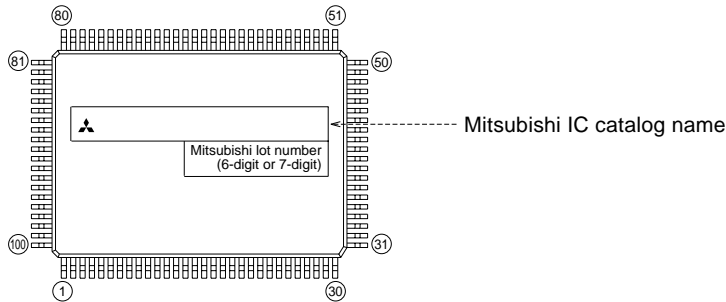 80 51
81 50
Mitsubishi IC catalog name
Mitsubishi lot number
(6-digit or 7-digit)
100 31
1 30